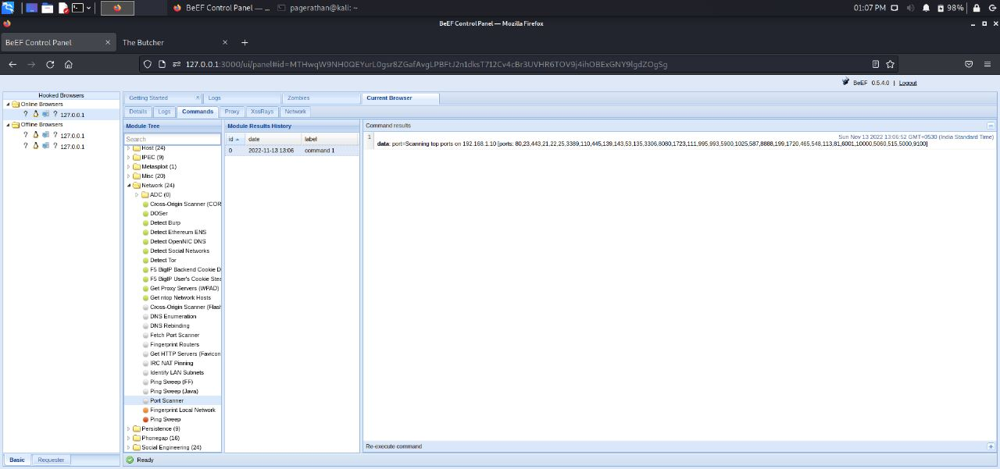 BeEF Control Panel — ...
pagerathan@kali: ~
01:07 PM
98%
BeEF Control Panel — Mozilla Firefox
BeEF Control Panel
The Butcher
127.0.0.1:3000/ui/panel#id=MTHwqW9NH0QEYurL0gsr8ZGafAvgLPBFtJ2n1dksT712Cv4cBr3UVHR6TOV9j4ihOBExGNY9lgdZOgSg
BeEF 0.5.4.0 | Logout
Hooked Browsers
Online Browsers
? ? 127.0.0.1
Offline Browsers
? ? 127.0.0.1
? ? 127.0.0.1
Basic
Requester
Getting Started
Logs
Zombies
Current Browser
Details
Logs
Commands
Proxy
XssRays
Network
Module Tree
Search
Host (24)
IPEC (9)
Metasploit (1)
Misc (20)
Network (24)
ADC (0)
Cross-Origin Scanner (COR
DOSer
Detect Burp
Detect Ethereum ENS
Detect OpenNIC DNS
Detect Social Networks
Detect Tor
F5 BigIP Backend Cookie D
F5 BigIP User's Cookie Stea
Get Proxy Servers (WPAD)
Get ntop Network Hosts
Cross-Origin Scanner (Flash
DNS Enumeration
DNS Rebinding
Fetch Port Scanner
Fingerprint Routers
Get HTTP Servers (Favicon
IRC NAT Pinning
Identify LAN Subnets
Ping Sweep (FF)
Ping Sweep (Java)
Port Scanner
Fingerprint Local Network
Ping Sweep
Persistence (9)
Phonegap (16)
Social Engineering (24)
Module Results History
id date label
0 2022-11-13 13:06 command 1
Command results
1
Sun Nov 13 2022 13:06:52 GMT+0530 (India Standard Time)
data: port=Scanning top ports on 192.168.1.10 [ports: 80,23,443,21,22,25,3389,110,445,139,143,53,135,3306,8080,1723,111,995,993,5900,1025,587,8888,199,1720,465,548,113,81,6001,10000,5060,515,5000,9100]
Re-execute command
Ready